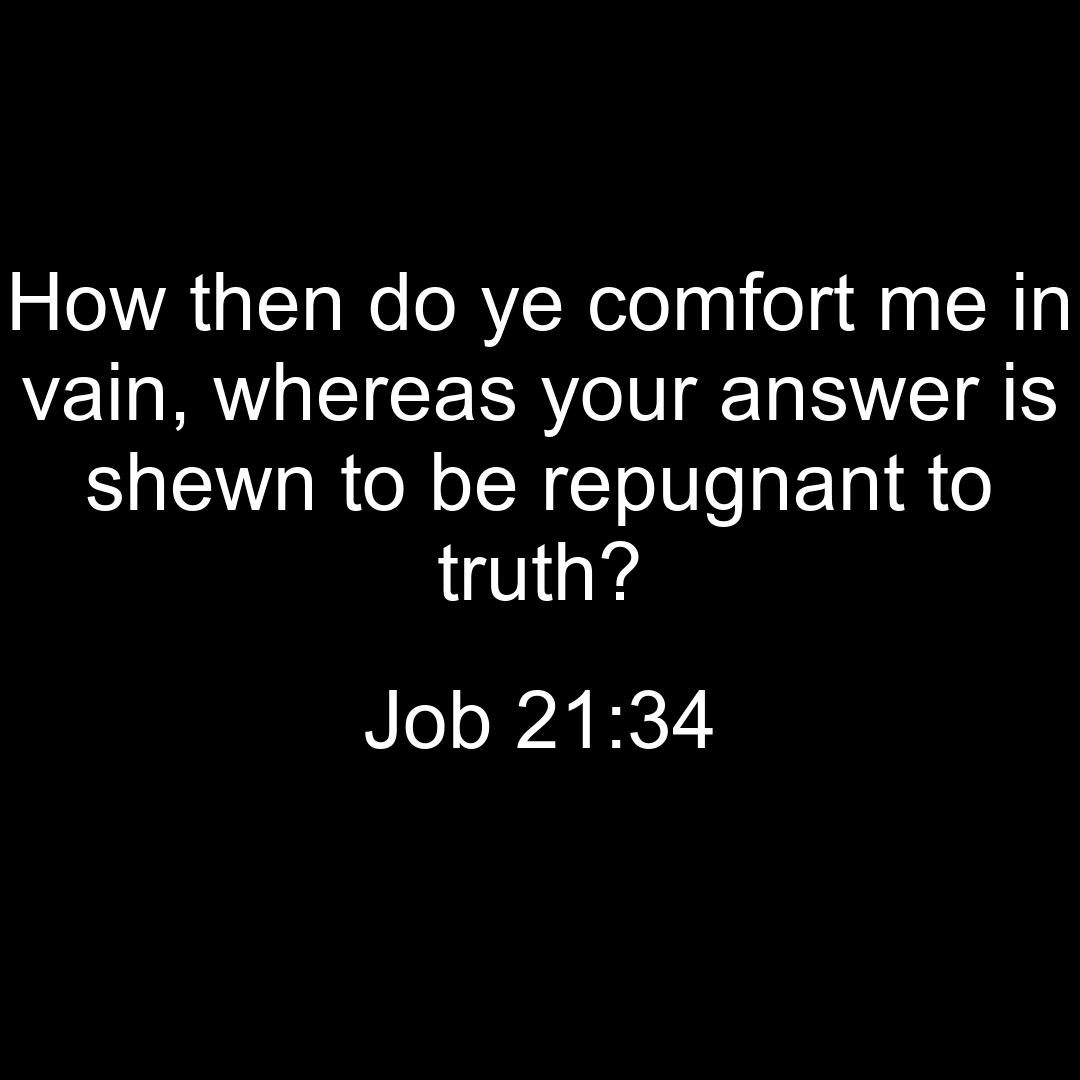 How then do ye comfort me in
vain, whereas your answer is
shewn to be repugnant to
truth?
Job 21:34